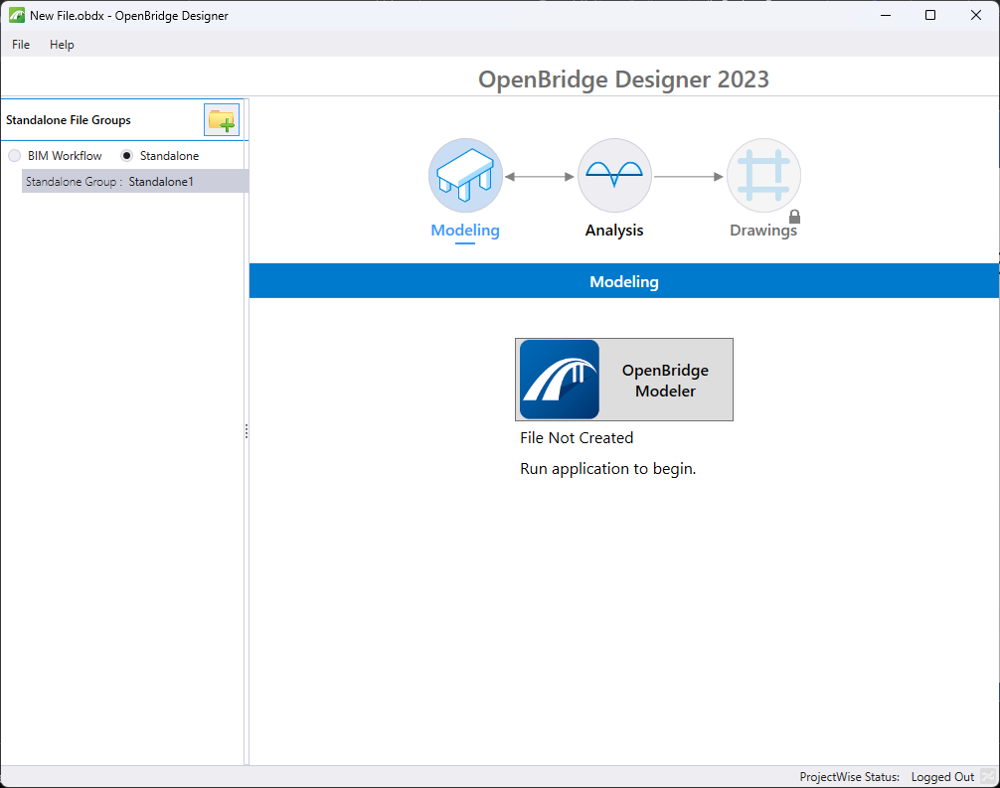 New File.obdx - OpenBridge Designer
File Help
OpenBridge Designer 2023
Standalone File Groups
BIM Workflow Standalone
Standalone Group : Standalone1
Modeling Analysis Drawings
Modeling
OpenBridge
Modeler
File Not Created
Run application to begin.
ProjectWise Status: Logged Out